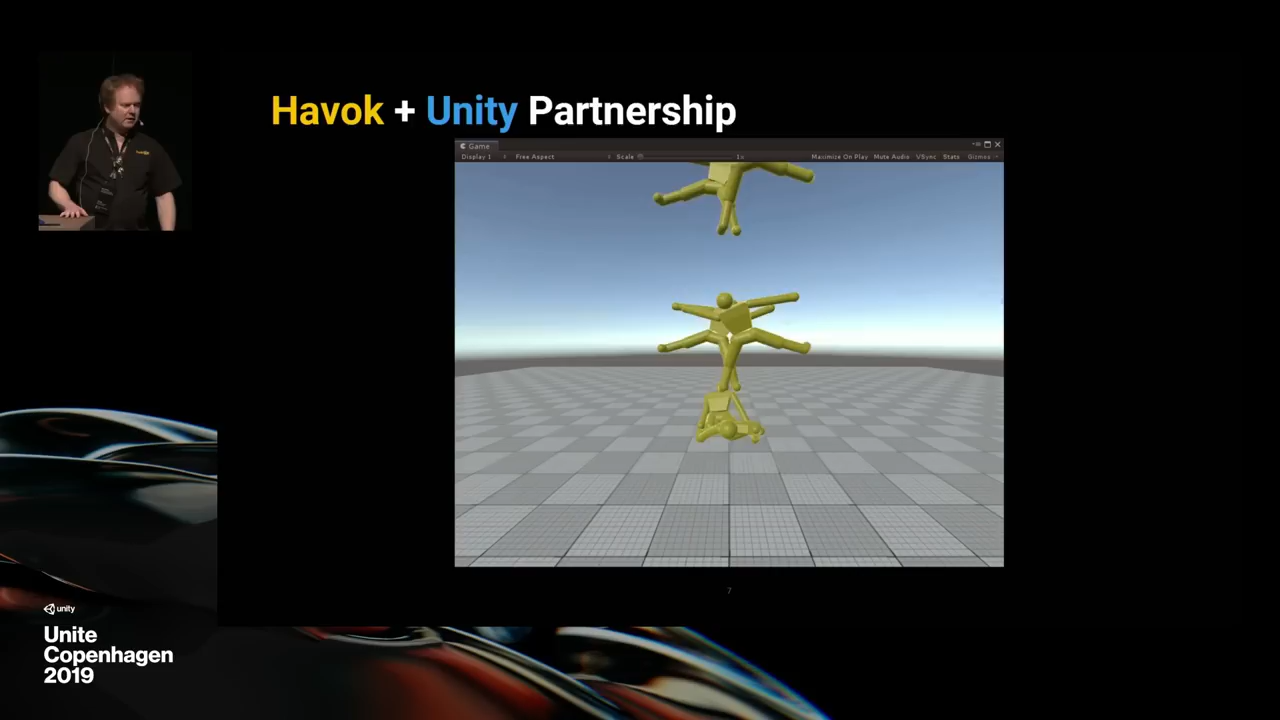 Havok + Unity Partnership
Game
Display 1 Free Aspect Scale 1x Maximize On Play Mute Audio VSync Stats Gizmos
7
unity
Unite
Copenhagen
2019